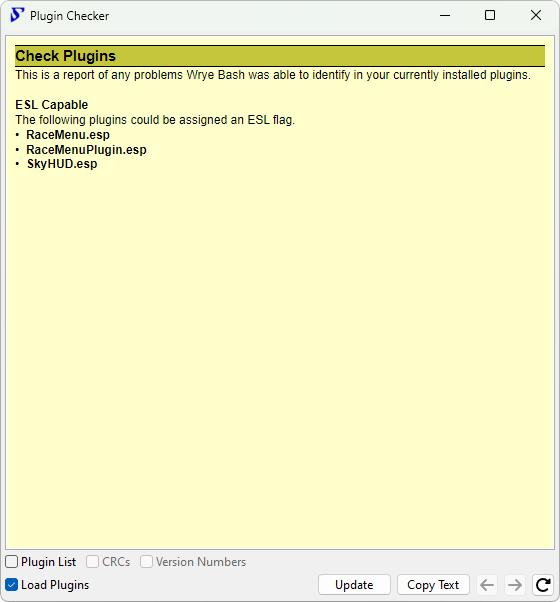 Plugin Checker
Check Plugins
This is a report of any problems Wrye Bash was able to identify in your currently installed plugins.
ESL Capable
The following plugins could be assigned an ESL flag.
• RaceMenu.esp
• RaceMenuPlugin.esp
• SkyHUD.esp
Plugin List CRCs Version Numbers
Load Plugins Update Copy Text